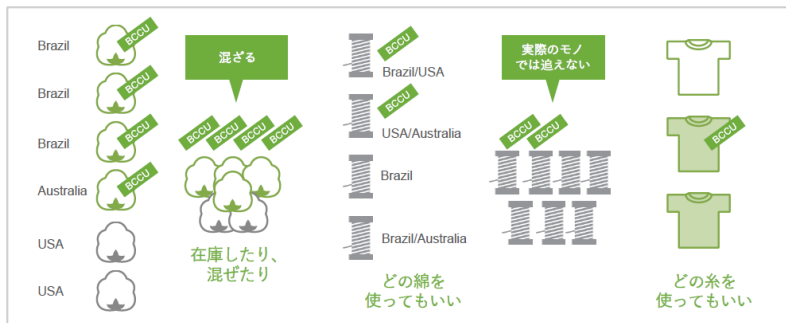 Brazil
BCCU
Brazil
BCCU
Brazil
BCCU
Australia
BCCU
USA
USA
混ざる
BCCU
BCCU
BCCU
BCCU
在庫したり、
混ぜたり
BCCU
Brazil/USA
BCCU
USA/Australia
Brazil
Brazil/Australia
どの綿を
使ってもいい
実際のモノ
では追えない
BCCU
BCCU
BCCU
どの糸を
使ってもいい